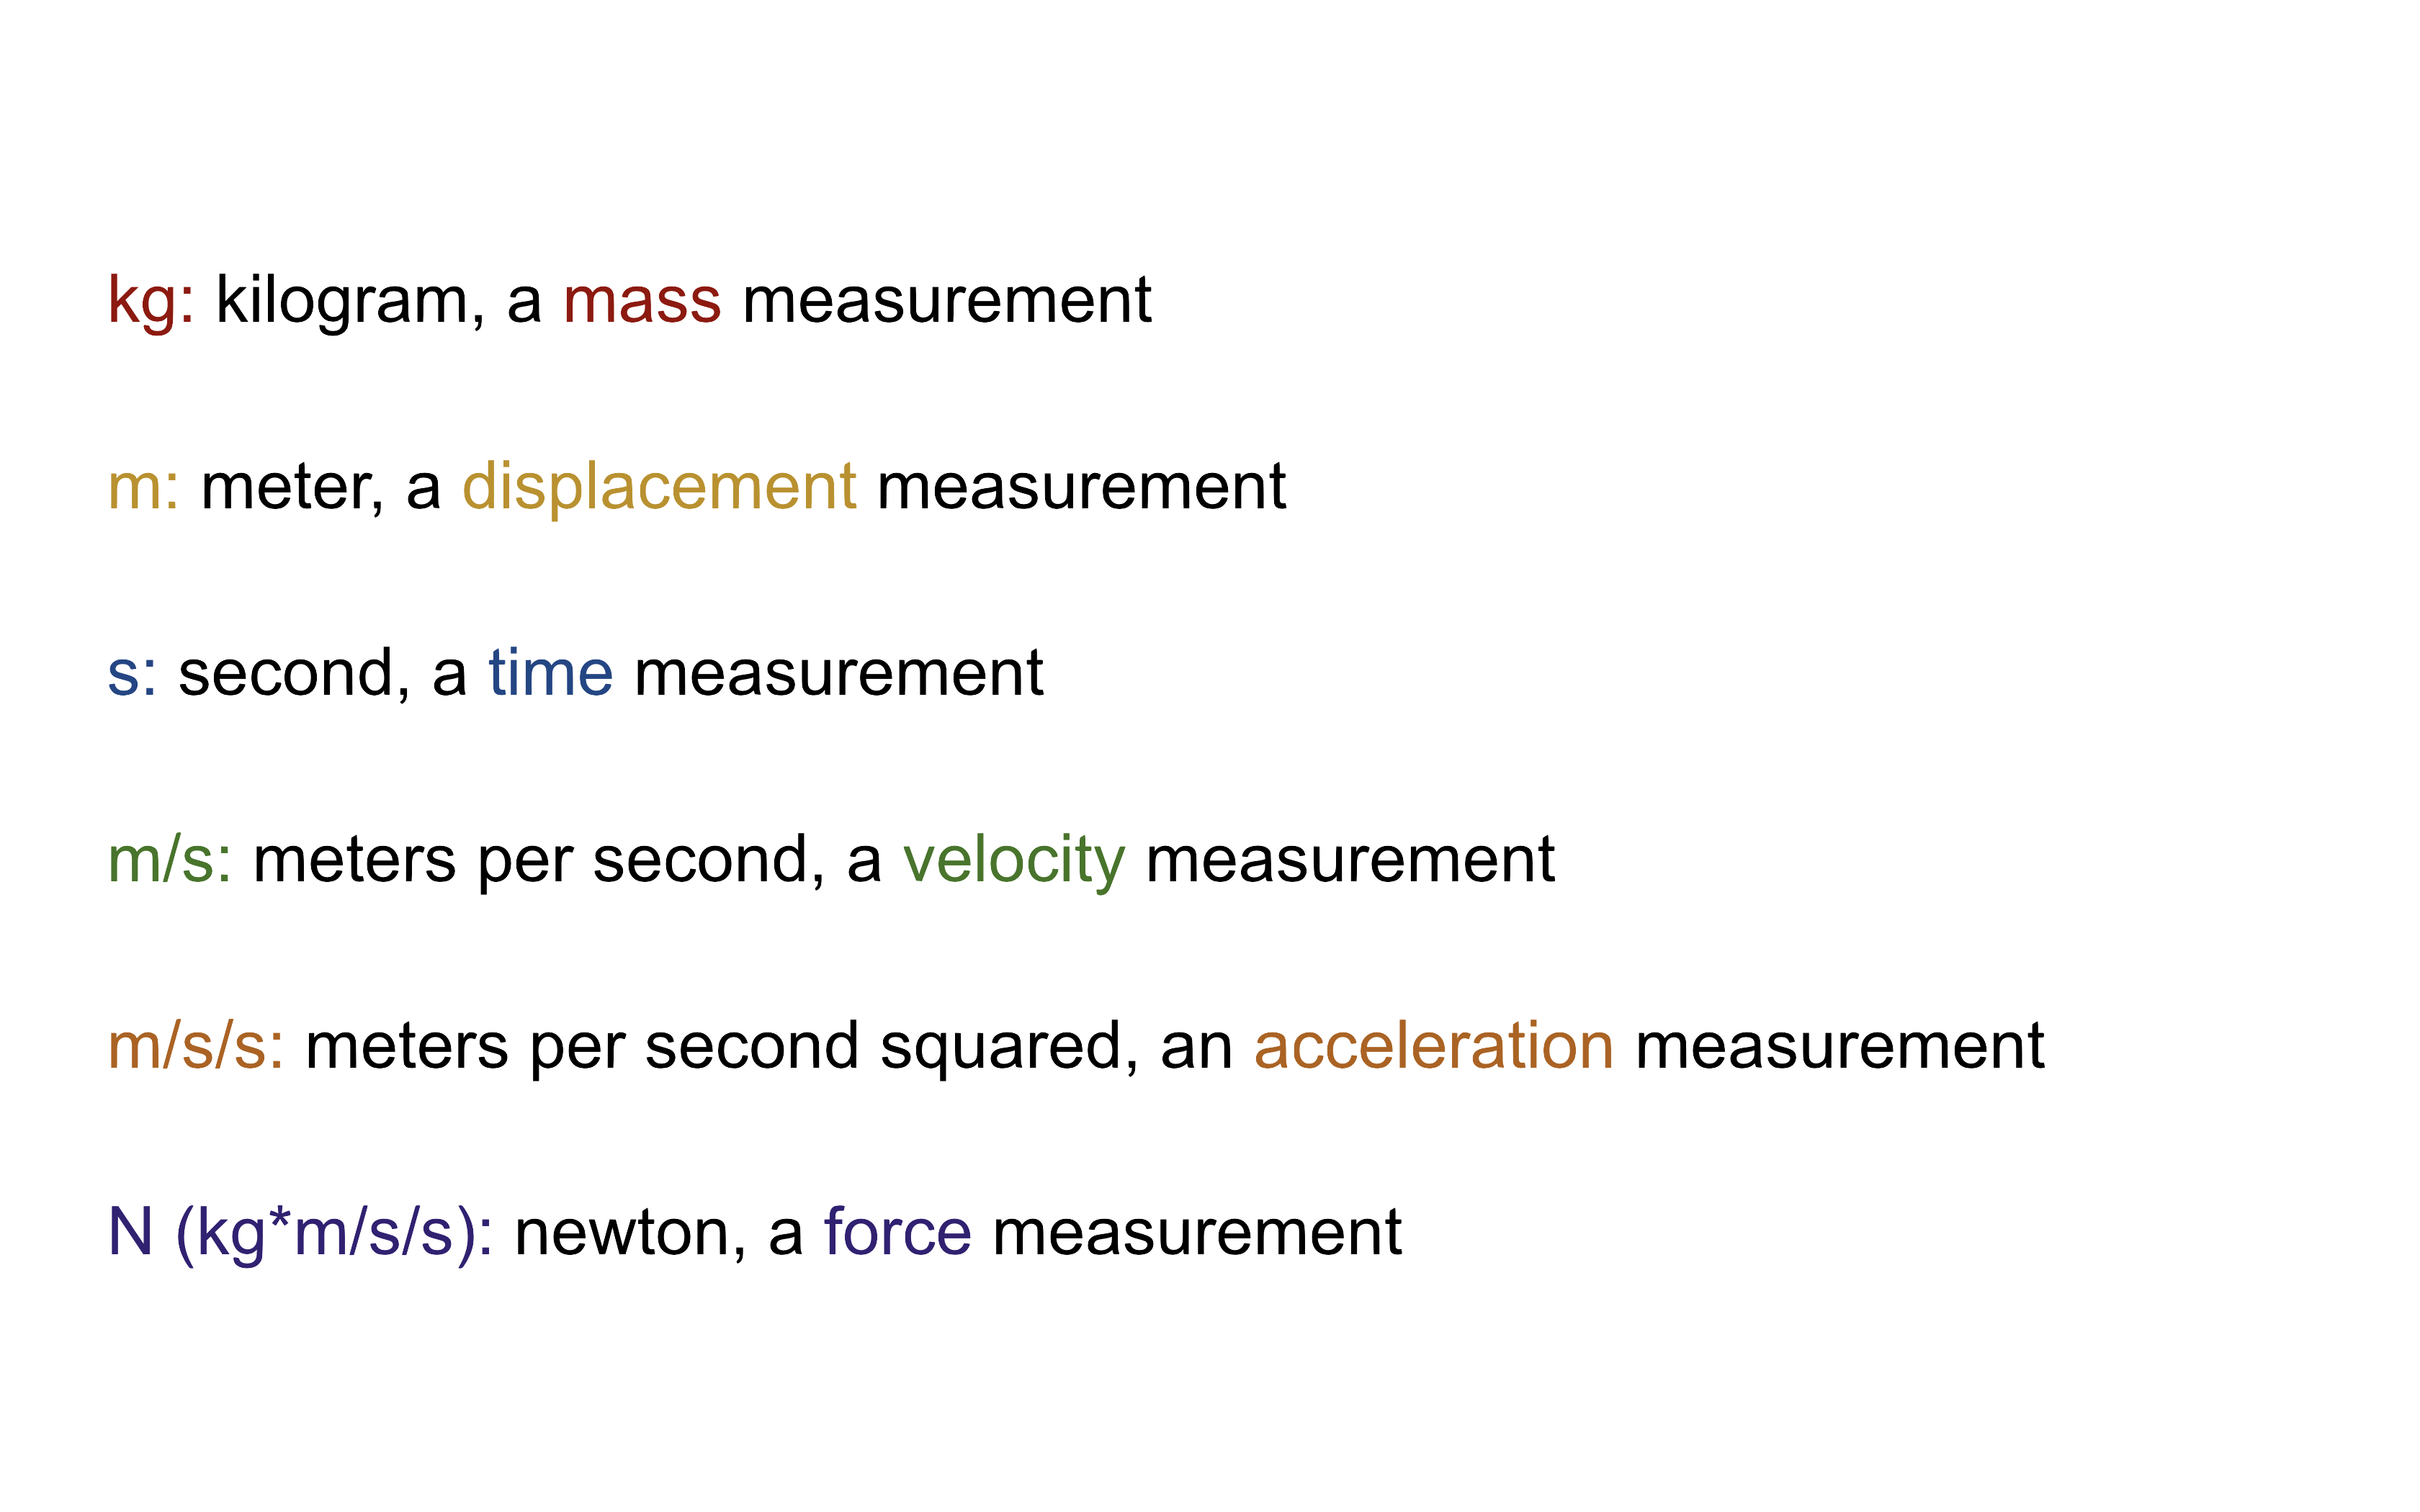 kg: kilogram, a mass measurement
m: meter, a displacement measurement
s: second, a time measurement
m/s: meters per second, a velocity measurement
m/s/s: meters per second squared, an acceleration measurement
N (kg*m/s/s): newton, a force measurement